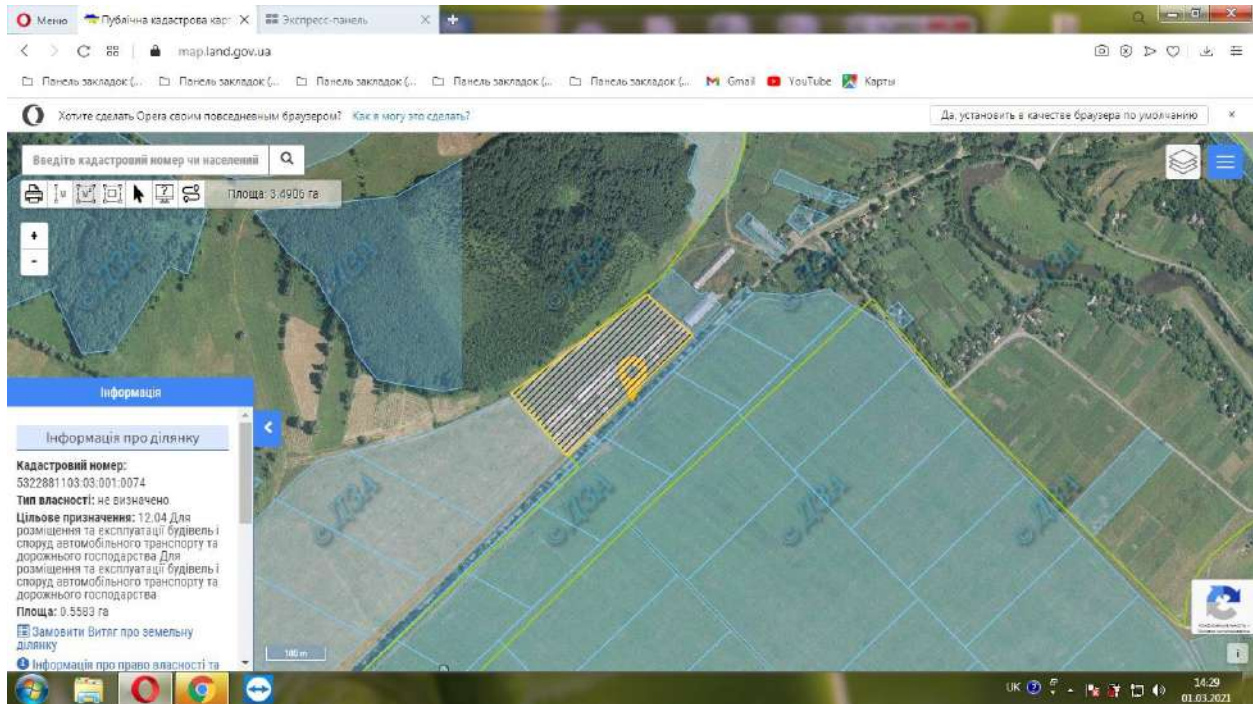 Меню
Публічна кадастрова кар
Экспресс-панель
map.land.gov.ua
Панель закладок (...
Панель закладок (...
Панель закладок (...
Панель закладок (...
Панель закладок (...
Gmail
YouTube
Карты
Хотите сделать Opera своим повседневным браузером? Как я могу это сделать?
Да, установить в качестве браузера по умолчанию
Введіть кадастровий номер чи населений
Площа: 3.4906 га
+
-
Інформація
Інформація про ділянку
Кадастровий номер:
5322881103:03:001:0074
Тип власності: не визначено
Цільове призначення: 12.04 Для
розміщення та експлуатації будівель і
споруд автомобільного транспорту та
дорожнього господарства Для
розміщення та експлуатації будівель і
споруд автомобільного транспорту та
дорожнього господарства
Площа: 0.5583 га
Замовити Витяг про земельну
ділянку
Інформація про право власності та
100 m
UK
14:29
01.03.2021